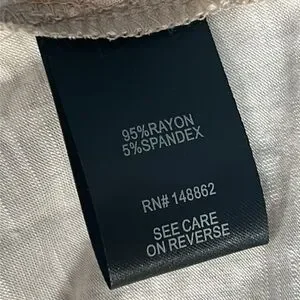 95%RAYON
5%SPANDEX
RN# 148862
SEE CARE
ON REVERSE